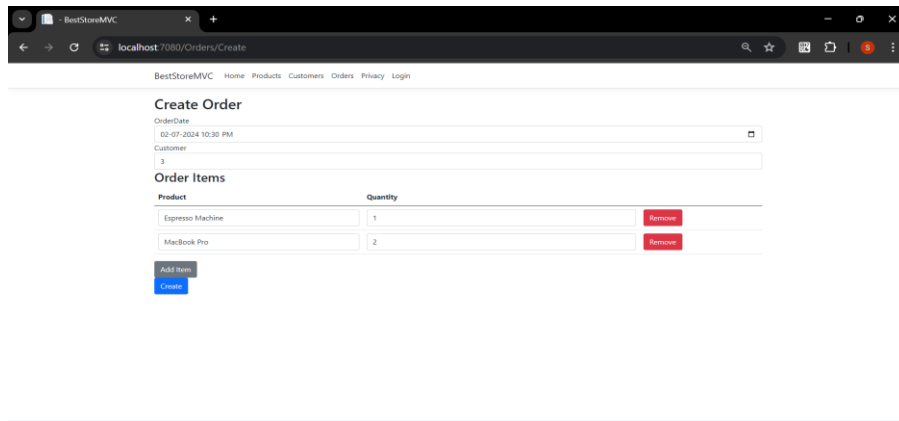 - BestStoreMVC
localhost:7080/Orders/Create
S
BestStoreMVC Home Products Customers Orders Privacy Login
Create Order
OrderDate
02-07-2024 10:30 PM
Customer
3
Order Items
Product Quantity
Espresso Machine 1 Remove
MacBook Pro 2 Remove
Add Item
Create